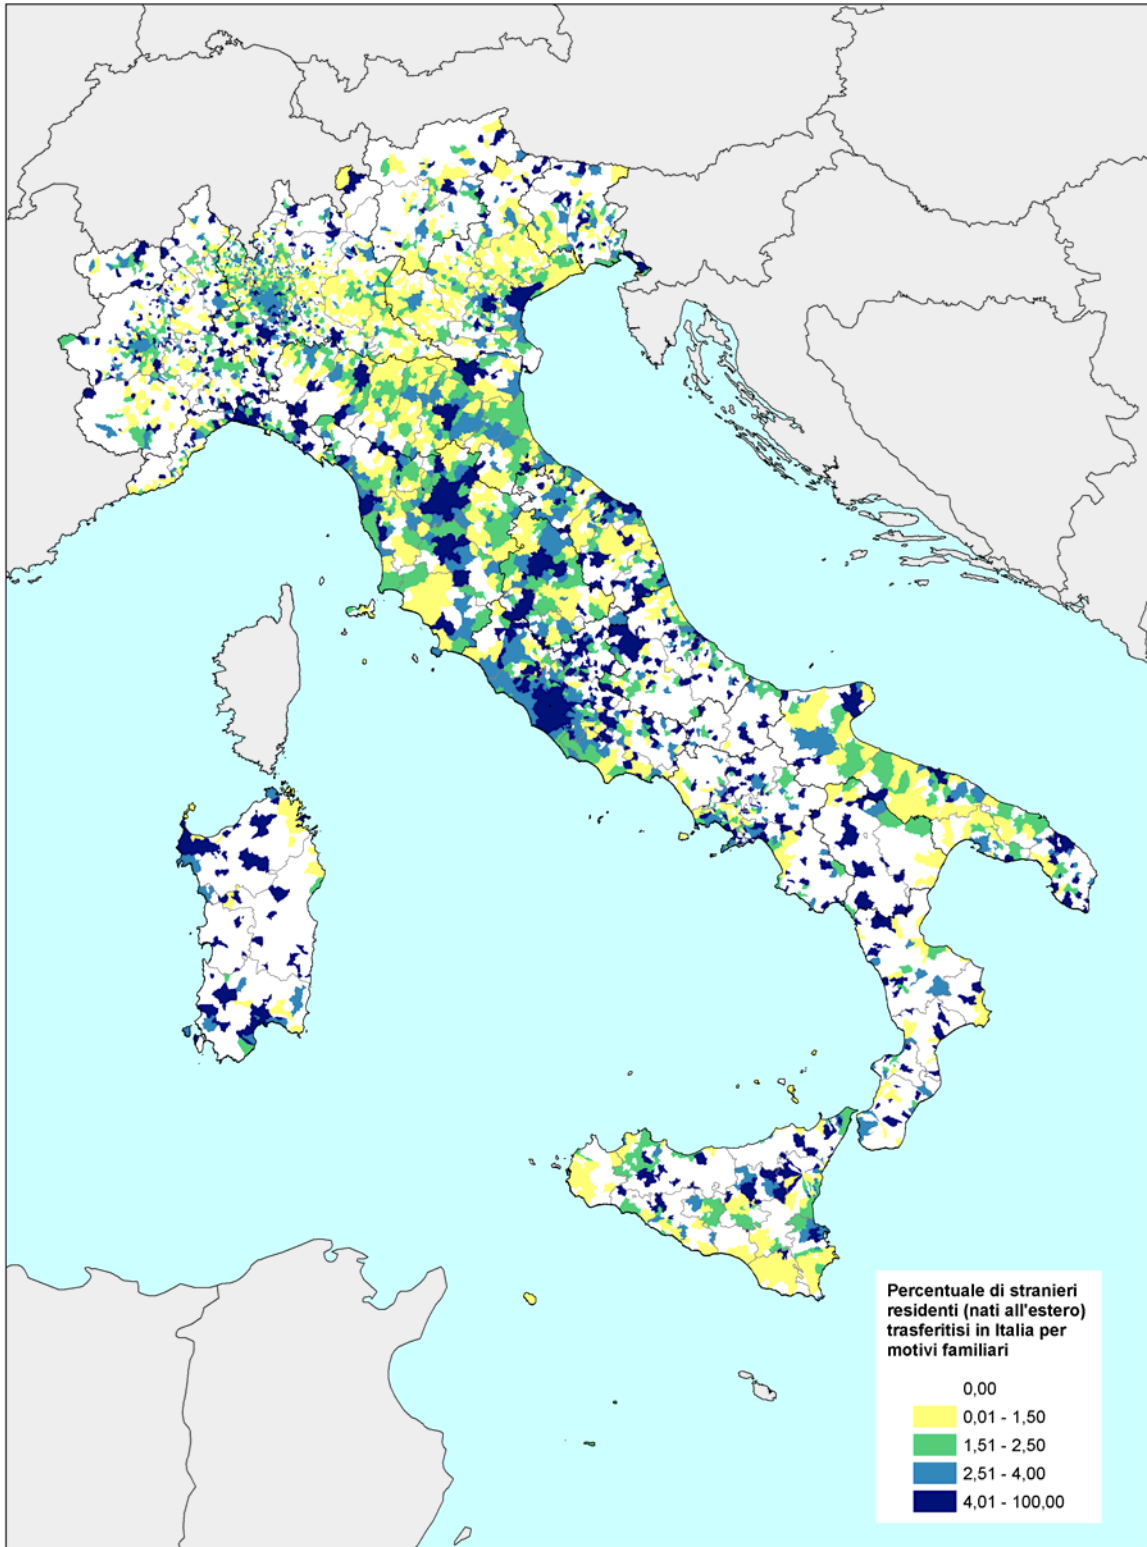 Percentuale di stranieri
residenti (nati all'estero)
trasferitisi in Italia per
motivi familiari
0,00
0,01 - 1,50
1,51 - 2,50
2,51 - 4,00
4,01 - 100,00